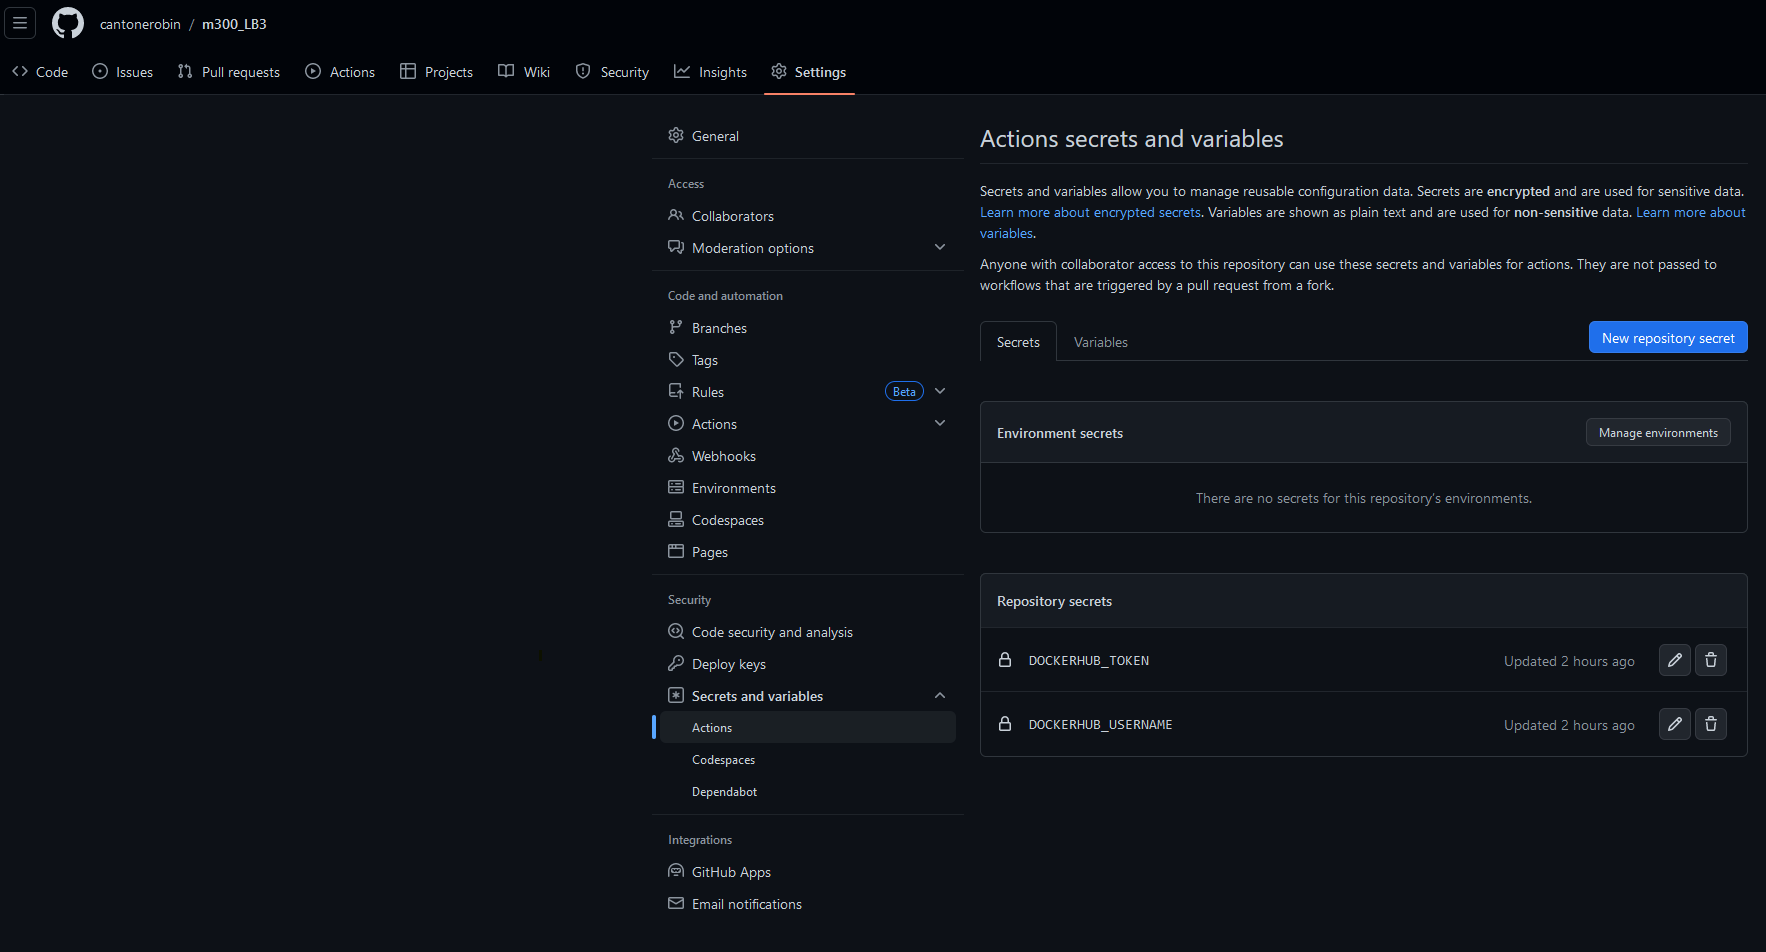 cantonerobin / m300_LB3
Code Issues Pull requests Actions Projects Wiki Security Insights Settings
General
Access
Collaborators
Moderation options
Code and automation
Branches
Tags
Rules Beta
Actions
Webhooks
Environments
Codespaces
Pages
Security
Code security and analysis
Deploy keys
Secrets and variables
Actions
Codespaces
Dependabot
Integrations
GitHub Apps
Email notifications
Actions secrets and variables
Secrets and variables allow you to manage reusable configuration data. Secrets are encrypted and are used for sensitive data.
Learn more about encrypted secrets. Variables are shown as plain text and are used for non-sensitive data. Learn more about
variables.
Anyone with collaborator access to this repository can use these secrets and variables for actions. They are not passed to
workflows that are triggered by a pull request from a fork.
Secrets Variables New repository secret
Environment secrets Manage environments
There are no secrets for this repository's environments.
Repository secrets
DOCKERHUB_TOKEN Updated 2 hours ago
DOCKERHUB_USERNAME Updated 2 hours ago